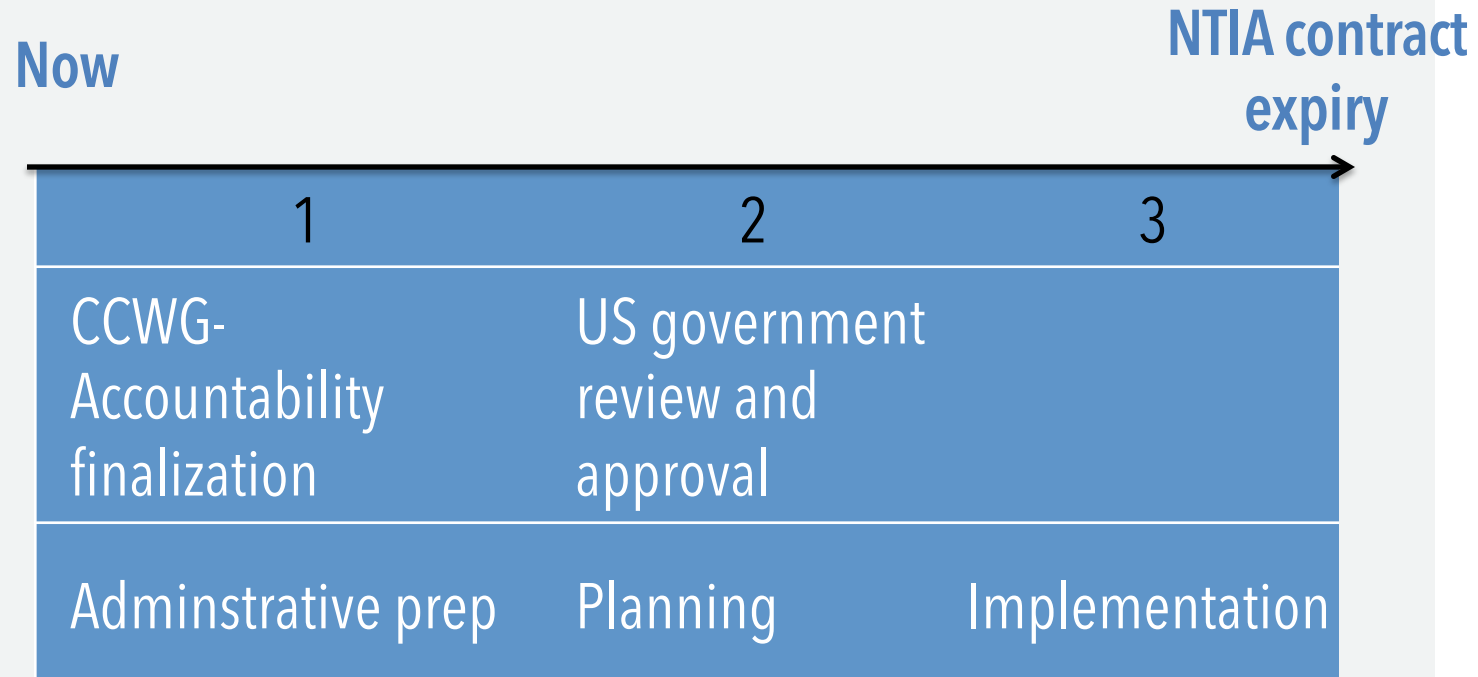 Now
NTIA contract
expiry
1 2 3
CCWG-
Accountability
finalization
US government
review and
approval
Adminstrative prep
Planning
Implementation